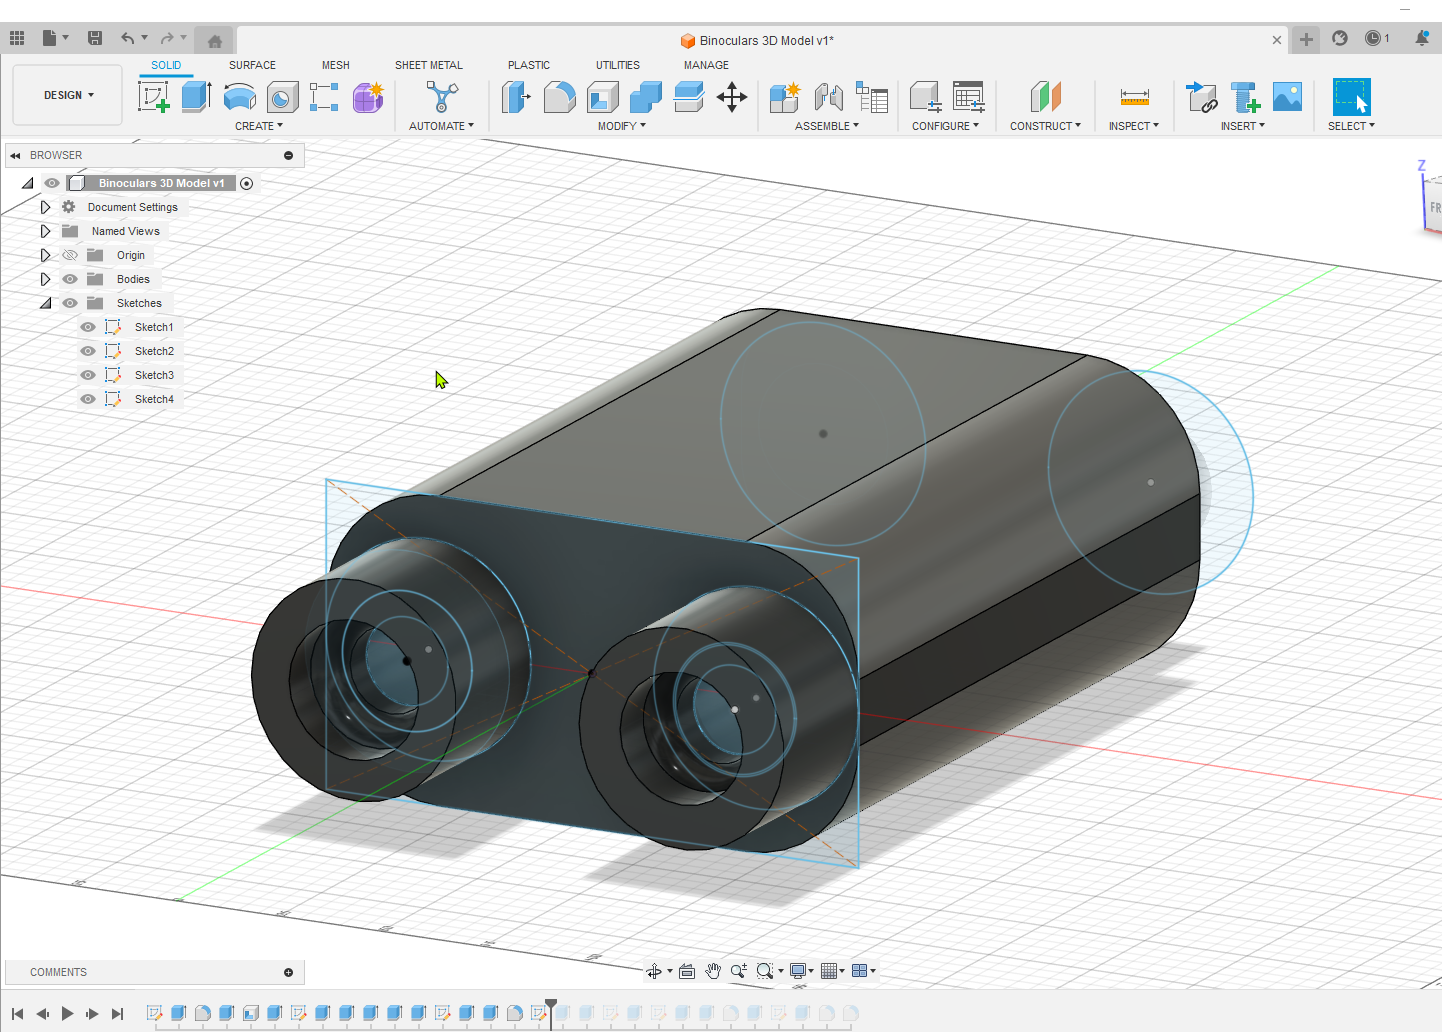 Binoculars 3D Model v1*
1
SOLID
SURFACE
MESH
SHEET METAL
PLASTIC
UTILITIES
MANAGE
DESIGN
CREATE
AUTOMATE
MODIFY
ASSEMBLE
CONFIGURE
CONSTRUCT
INSPECT
INSERT
SELECT
BROWSER
Binoculars 3D Model v1
Document Settings
Named Views
Origin
Bodies
Sketches
Sketch1
Sketch2
Sketch3
Sketch4
Z
FR
COMMENTS